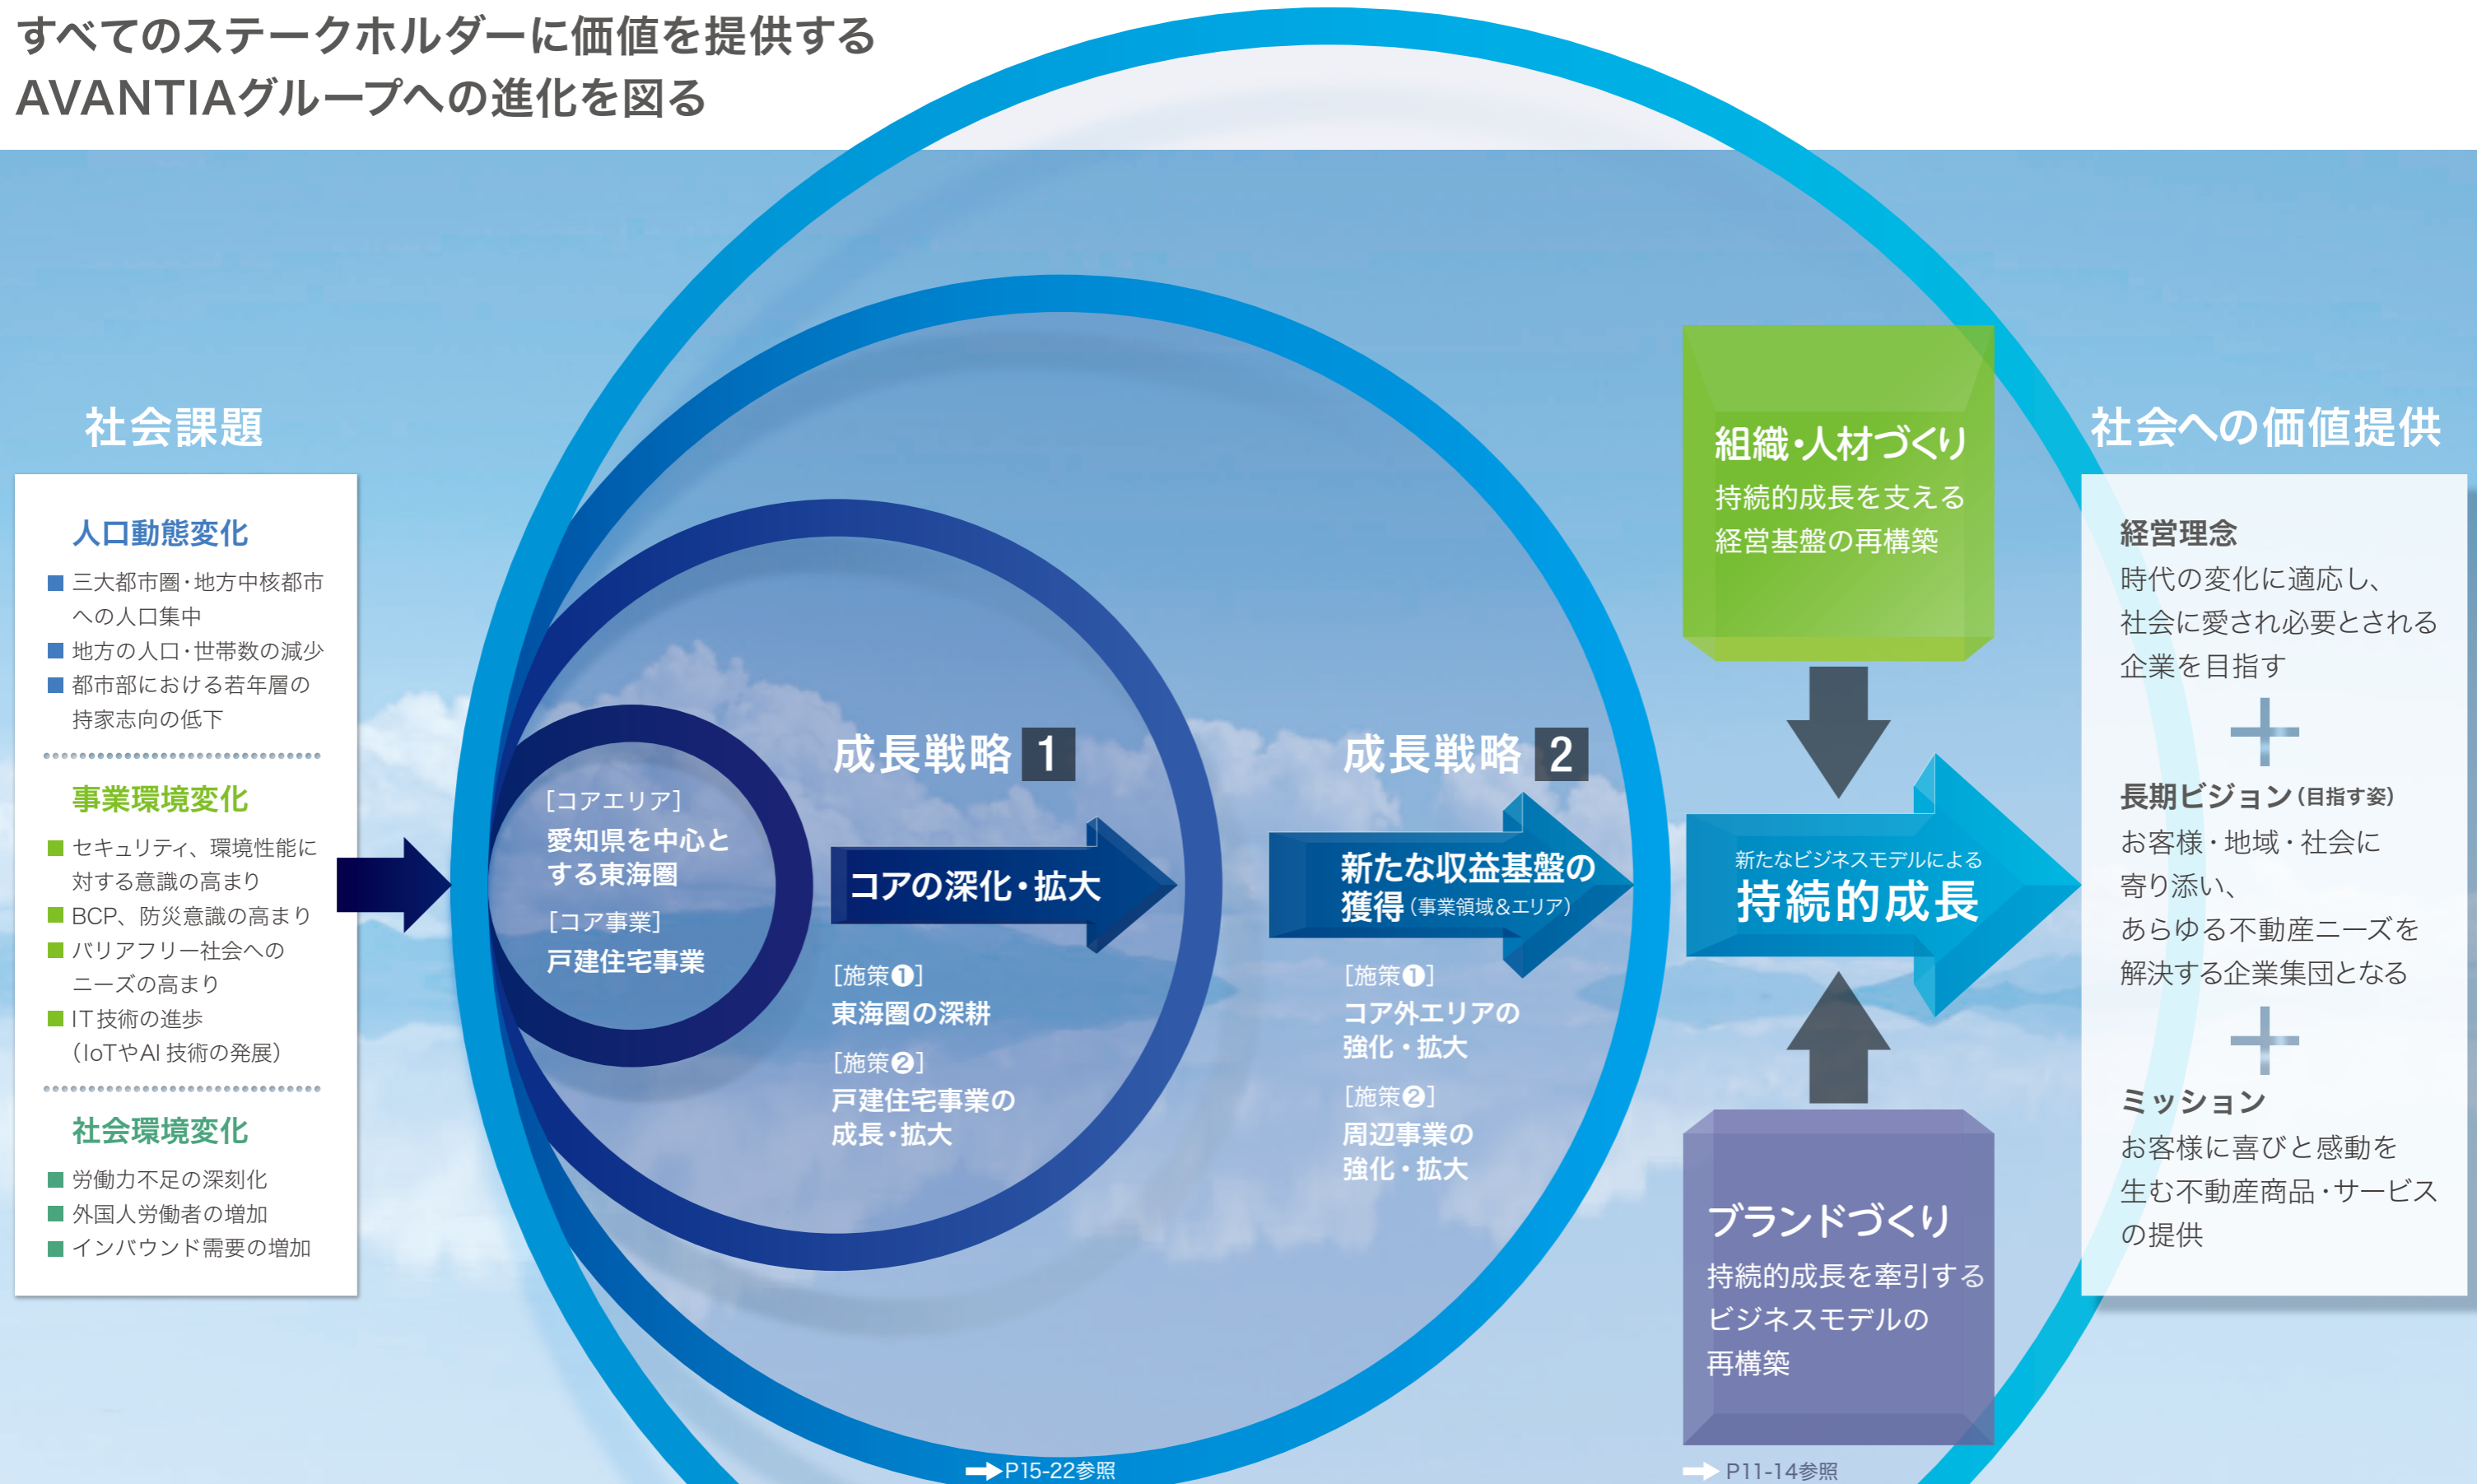 すべてのステークホルダーに価値を提供する
AVANTIAグループへの進化を図る
社会課題
人口動態変化
■ 三大都市圏・地方中核都市
への人口集中
■ 地方の人口・世帯数の減少
■ 都市部における若年層の
持家志向の低下
事業環境変化
■ セキュリティ、環境性能に
対する意識の高まり
■ BCP、防災意識の高まり
■ バリアフリー社会への
ニーズの高まり
■ IT技術の進歩
（IoTやAI技術の発展）
社会環境変化
■ 労働力不足の深刻化
■ 外国人労働者の増加
■ インバウンド需要の増加
［コアエリア］
愛知県を中心と
する東海圏
［コア事業］
戸建住宅事業
成長戦略 1
コアの深化・拡大
［施策❶］
東海圏の深耕
［施策❷］
戸建住宅事業の
成長・拡大
成長戦略 2
新たな収益基盤の
獲得（事業領域&エリア）
［施策❶］
コア外エリアの
強化・拡大
［施策❷］
周辺事業の
強化・拡大
➡P15-22参照
組織・人材づくり
持続的成長を支える
経営基盤の再構築
新たなビジネスモデルによる
持続的成長
ブランドづくり
持続的成長を牽引する
ビジネスモデルの
再構築
➡P11-14参照
社会への価値提供
経営理念
時代の変化に適応し、
社会に愛され必要とされる
企業を目指す
＋
長期ビジョン（目指す姿）
お客様・地域・社会に
寄り添い、
あらゆる不動産ニーズを
解決する企業集団となる
＋
ミッション
お客様に喜びと感動を
生む不動産商品・サービス
の提供